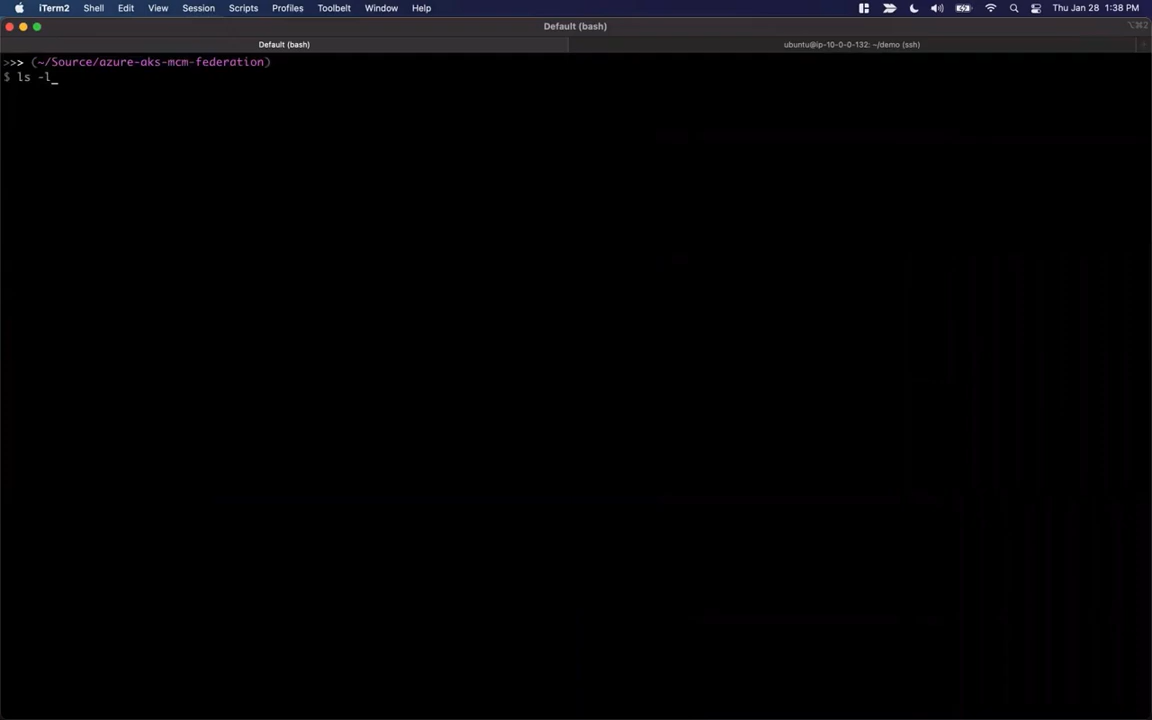 iTerm2 Shell Edit View Session Scripts Profiles Toolbelt Window Help Thu Jan 28 1:38 PM
Default (bash) ⌥⌘2
Default (bash) ubuntu@ip-10-0-0-132: ~/demo (ssh)
>>> (~/Source/azure-aks-mcm-federation)
$ ls -l_